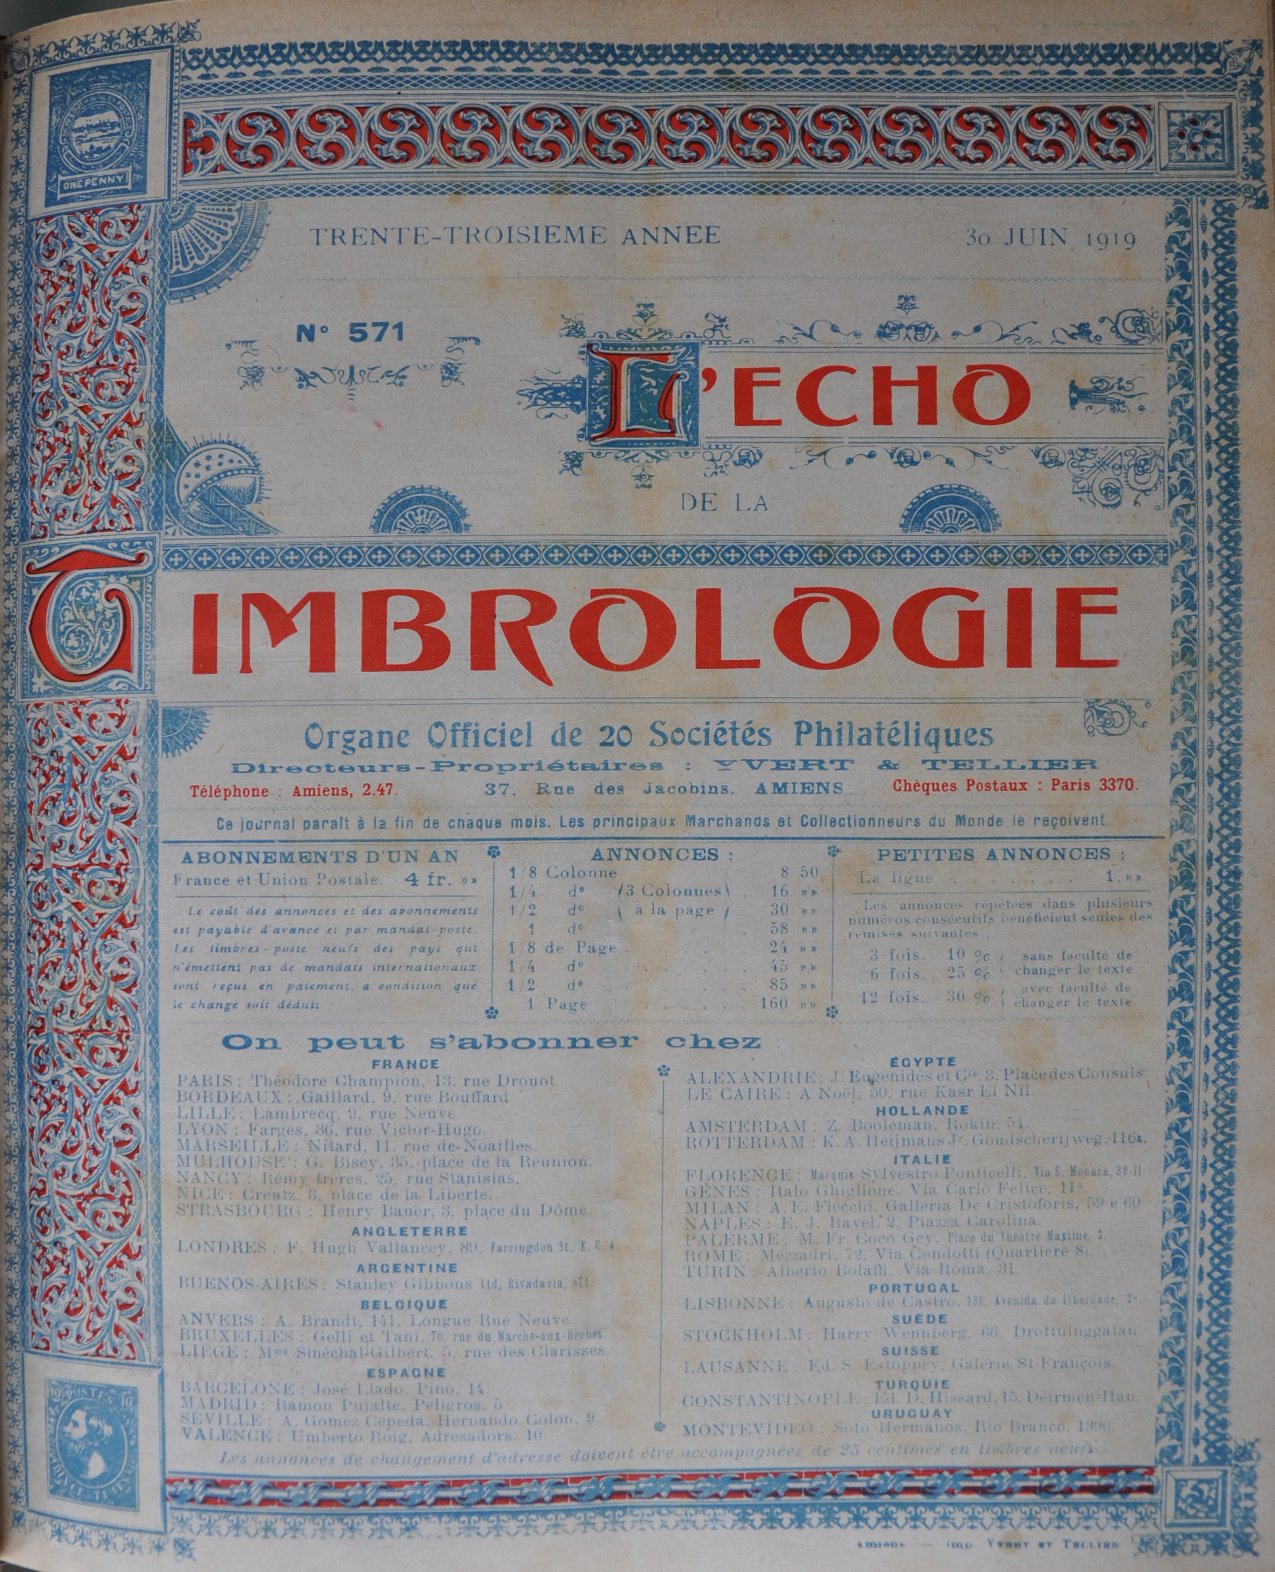 ONE PENNY
TRENTE-TROISIEME ANNEE
30 JUIN 1919
N° 571
L'ECHO
DE LA
TIMBROLOGIE
Organe Officiel de 20 Sociétés Philatéliques
Directeurs-Propriétaires : YVERT & TELLIER
Téléphone : Amiens, 2.47.
37, Rue des Jacobins, AMIENS
Chèques Postaux : Paris 3370.
Ce journal paraît à la fin de chaque mois. Les principaux Marchands et Collectionneurs du Monde le reçoivent.
ABONNEMENTS D'UN AN
France et Union Postale. 4 fr. »»
Le coût des annonces et des abonnements
est payable d'avance et par mandat-poste.
Les timbres-poste neufs des pays qui
n'émettent pas de mandats internationaux
sont reçus en paiement, à condition que
le change soit déduit
ANNONCES :
1/8 Colonne 8 50
1/4 d° (3 Colonnes) 16 »»
1/2 d° ( à la page ) 30 »»
1 d° 58 »»
1/8 de Page 24 »»
1/4 d° 45 »»
1/2 d° 85 »»
1 Page 160 »»
PETITES ANNONCES :
La ligne 1.»»
Les annonces répétées dans plusieurs
numéros consécutifs bénéficient seules des
remises suivantes :
3 fois. 10 % sans faculté de
6 fois. 25 % changer le texte
12 fois. 30 % avec faculté de
changer le texte
On peut s'abonner chez :
FRANCE
PARIS : Théodore Champion, 13, rue Drouot
BORDEAUX : Gaillard, 9, rue Bouffard
LILLE : Lambrecq, 9, rue Neuve.
LYON : Farges, 36, rue Victor-Hugo.
MARSEILLE : Nitard, 11, rue de Noailles.
MULHOUSE : G. Bisey, 35, place de la Réunion.
NANCY : Rémy frères, 25, rue Stanislas.
NICE : Creutz, 3, place de la Liberté.
STRASBOURG : Henry Bauër, 3, place du Dôme.
ANGLETERRE
LONDRES : F. Hugh Vallancey, 89, Farringdon St, E. C. 4
ARGENTINE
BUENOS-AIRES : Stanley Gibbons Ltd, Rivadavia, 571.
BELGIQUE
ANVERS : A. Brandt, 141, Longue Rue Neuve.
BRUXELLES : Gelli et Tani, 70, rue du Marché-aux-Herbes
LIEGE : Mme Sinéchal-Gilbert, 5, rue des Clarisses.
ESPAGNE
BARCELONE : José Llado, Pino, 14.
MADRID : Ramon Pujalte, Peligros, 5
SEVILLE : A. Gomez Cepeda, Hernando Colon, 9.
VALENCE : Umberto Roig, Adresadors, 10.
ÉGYPTE
ALEXANDRIE : J. Eugenidès et Cie, 3, Place des Consuls
LE CAIRE : A Noël, 50, rue Kasr El Nil.
HOLLANDE
AMSTERDAM : Z. Booleman, Rokin, 54.
ROTTERDAM : K. A. Heijmans Jr, Goudscherijweg, 116a.
ITALIE
FLORENCE : Marquis Sylvestro Ponticelli, Via S. Monaca, 39-II.
GÊNES : Italo Ghiglione, Via Carlo Felice, 11a.
MILAN : A. E. Fiecchi, Galleria De Cristoforis, 59 e 60
NAPLES : E. J. Ravel, 2, Piazza Carolina.
PALERME : M. Fr. Coco Gey, Place du Théâtre-Maxime, 2.
ROME : Mezzadri, 72, Via Condotti (Quartiere 8).
TURIN : Alberto Bolaffi, Via Roma, 31.
PORTUGAL
LISBONNE : Augusto de Castro, 136, Avenida da Liberdade, 2°
SUÈDE
STOCKHOLM : Harry Wennberg, 66, Drottninggatan
SUISSE
LAUSANNE : Ed. S. Estoppey, Galerie St-François.
TURQUIE
CONSTANTINOPLE : Ed. D. Hissard, 15, Déirmen-Han.
URUGUAY
MONTEVIDEO : Soto Hermanos, Rio Branco, 1396.
Les annonces de changement d'adresse doivent être accompagnées de 25 centimes en timbres neufs.
POSTES
10
10
AMIENS — IMP. YVERT ET TELLIER